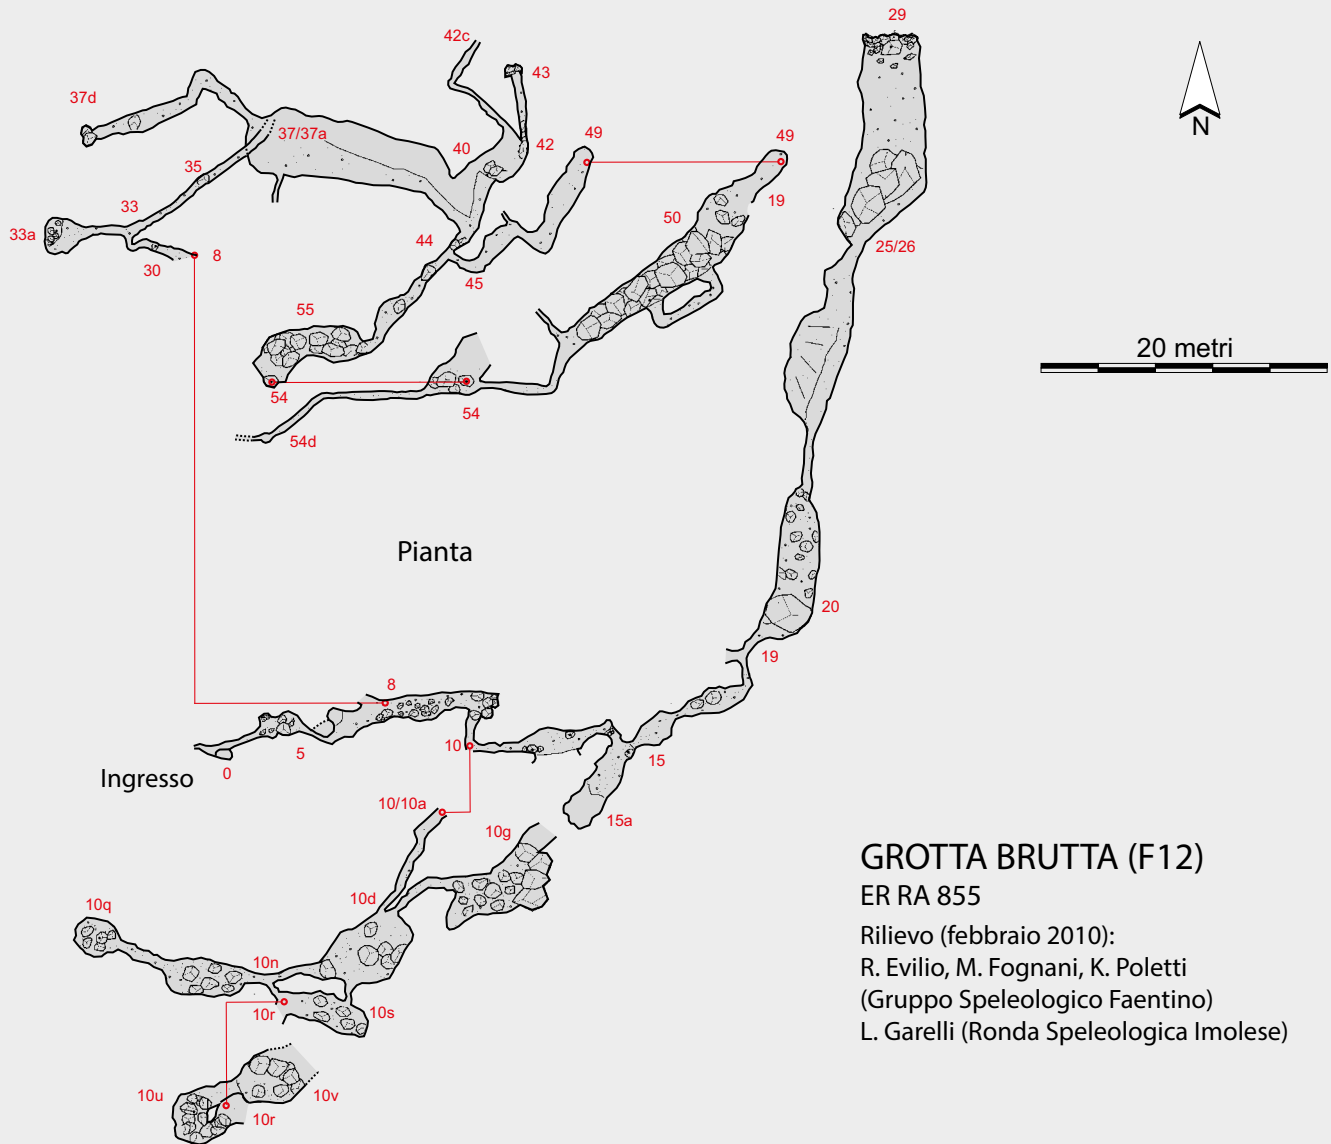 29
42c
43
N
37d
37/37a
40
42
49
49
35
19
50
33
33a
44
25/26
30
8
45
55
20 metri
54
54
54d
Pianta
20
19
8
5
10
15
0
Ingresso
10/10a
15a
10g
10d
10q
10n
10r
10s
10u
10v
10r
GROTTA BRUTTA (F12)
ER RA 855
Rilievo (febbraio 2010):
R. Evilio, M. Fognani, K. Poletti
(Gruppo Speleologico Faentino)
L. Garelli (Ronda Speleologica Imolese)